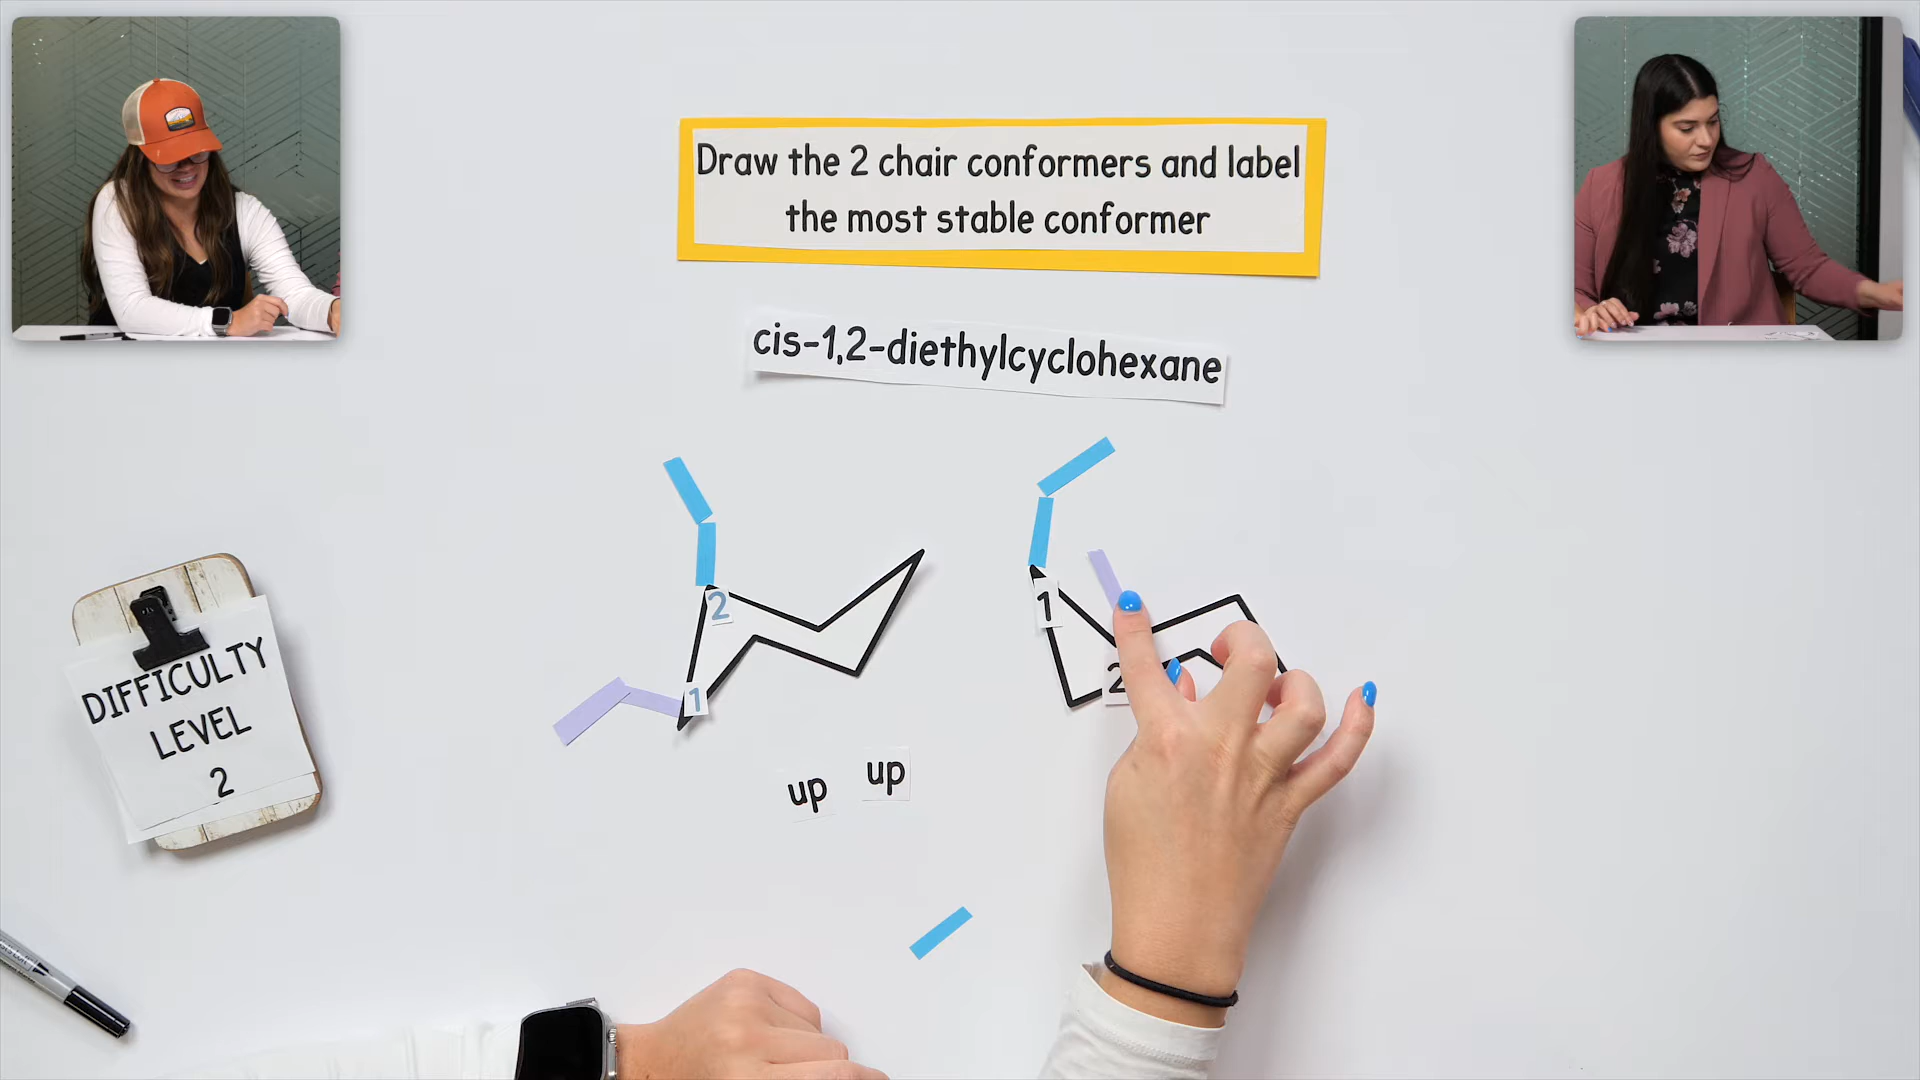 Draw the 2 chair conformers and label
the most stable conformer
cis-1,2-diethylcyclohexane
2
1
1
2
DIFFICULTY
LEVEL
2
up up